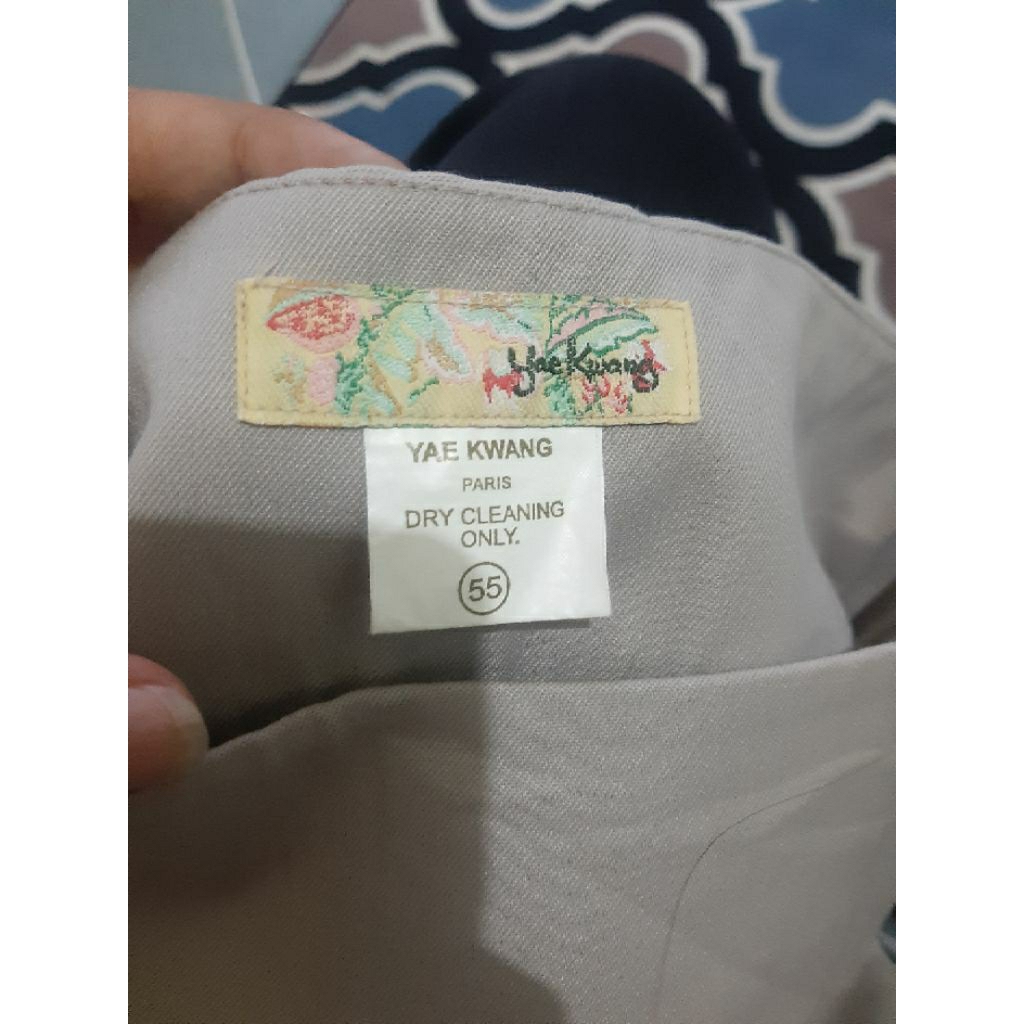 Yae Kwang
YAE KWANG
PARIS
DRY CLEANING
ONLY.
55